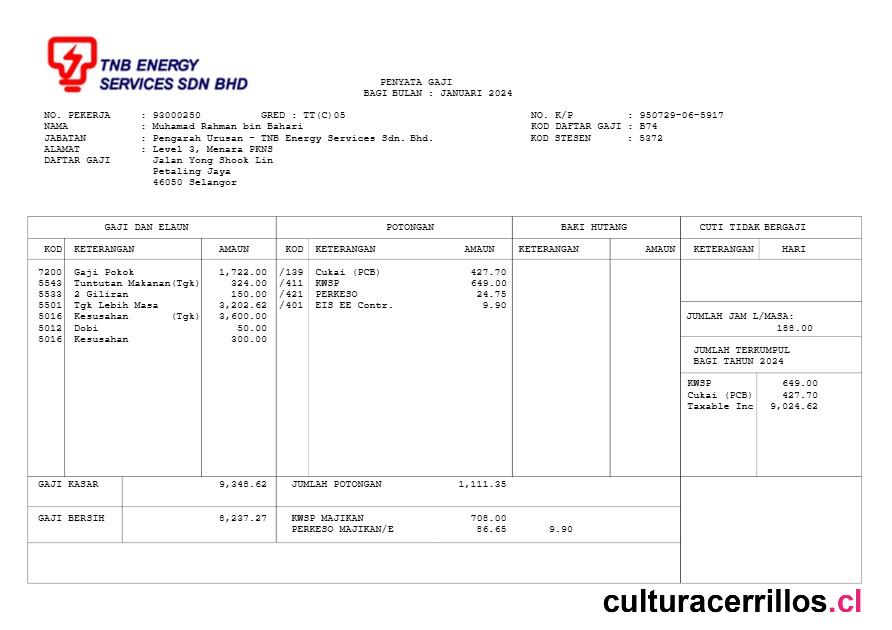 TNB ENERGY
SERVICES SDN BHD
PENYATA GAJI
BAGI BULAN : JANUARI 2024
NO. PEKERJA : 93000250 GRED : TT(C)05 NO. K/P : 950729-06-5917
NAMA : Muhamad Rahman bin Bahari KOD DAFTAR GAJI : B74
JABATAN : Pengarah Urusan - TNB Energy Services Sdn. Bhd. KOD STESEN : 5372
ALAMAT : Level 3, Menara PKNS
DAFTAR GAJI Jalan Yong Shook Lin
Petaling Jaya
46050 Selangor
GAJI DAN ELAUN POTONGAN BAKI HUTANG CUTI TIDAK BERGAJI
KOD KETERANGAN AMAUN KOD KETERANGAN AMAUN KETERANGAN AMAUN KETERANGAN HARI
7200 Gaji Pokok 1,722.00 /139 Cukai (PCB) 427.70
5543 Tuntutan Makanan(Tgk) 324.00 /411 KWSP 649.00
5533 2 Giliran 150.00 /421 PERKESO 24.75
5501 Tgk Lebih Masa 3,202.62 /401 EIS EE Contr. 9.90
5016 Kesusahan (Tgk) 3,600.00 JUMLAH JAM L/MASA:
5012 Dobi 50.00 188.00
5016 Kesusahan 300.00
JUMLAH TERKUMPUL
BAGI TAHUN 2024
KWSP 649.00
Cukai (PCB) 427.70
Taxable Inc 9,024.62
GAJI KASAR 9,348.62 JUMLAH POTONGAN 1,111.35
GAJI BERSIH 8,237.27 KWSP MAJIKAN 708.00
PERKESO MAJIKAN/E 86.65 9.90
culturacerrillos.cl